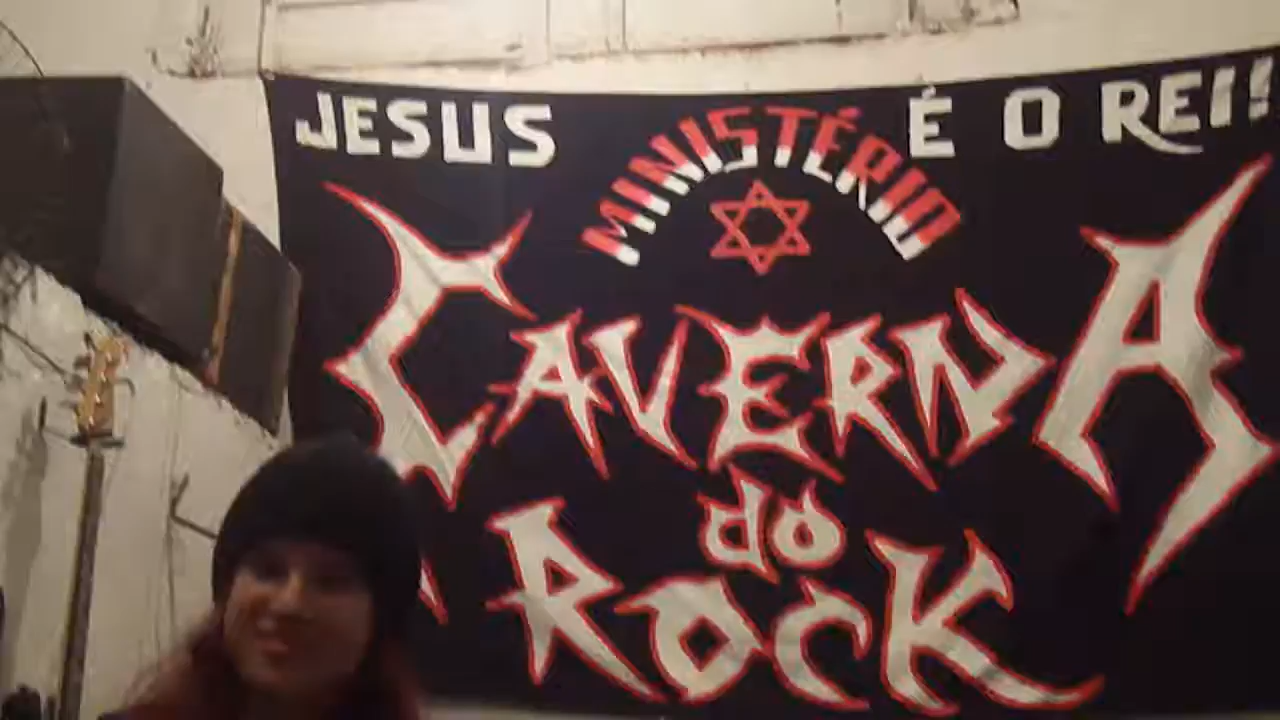 JESUS É O REI!
MINISTÉRIO
CAVERNA
do
ROCK